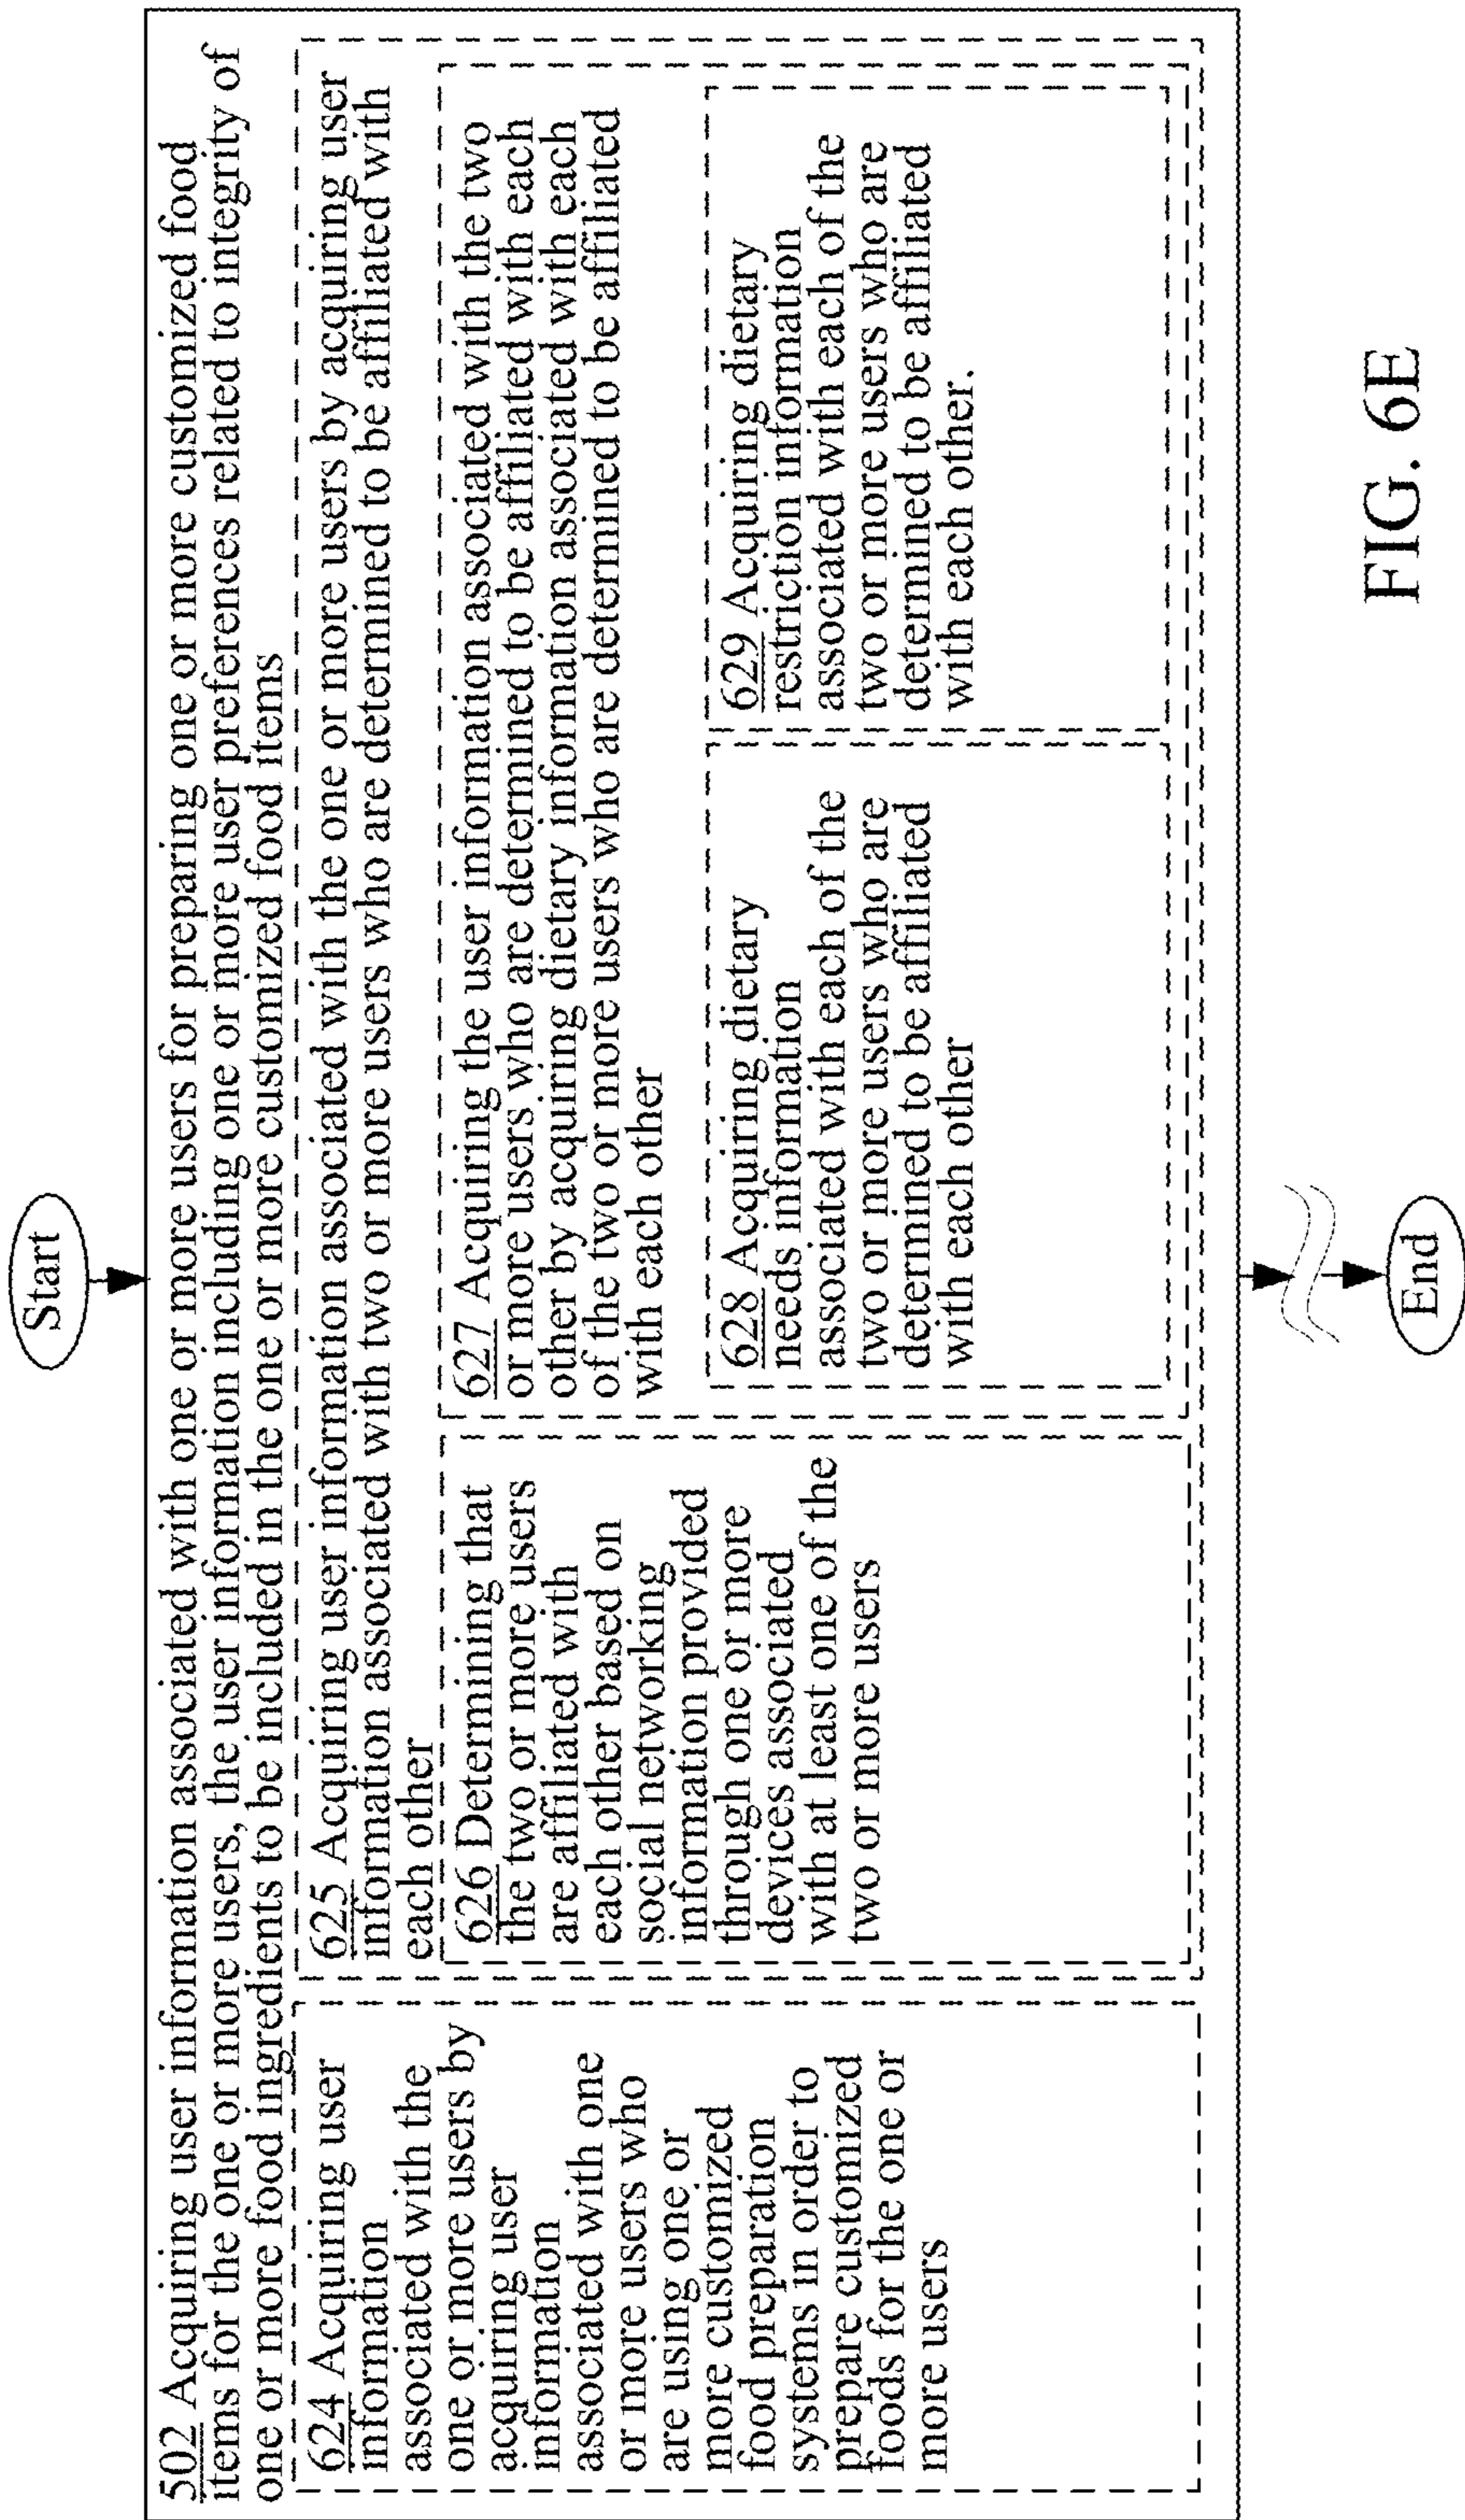 Start
502 Acquiring user information associated with one or more users for preparing one or more customized food
items for the one or more users, the user information including one or more user preferences related to integrity of
one or more food ingredients to be included in the one or more customized food items
624 Acquiring user
information
associated with the
one or more users by
acquiring user
information
associated with one
or more users who
are using one or
more customized
food preparation
systems in order to
prepare customized
foods for the one or
more users
625 Acquiring user information associated with the one or more users by acquiring user
information associated with two or more users who are determined to be affiliated with
each other
626 Determining that
the two or more users
are affiliated with
each other based on
social networking
information provided
through one or more
devices associated
with at least one of the
two or more users
627 Acquiring the user information associated with the two
or more users who are determined to be affiliated with each
other by acquiring dietary information associated with each
of the two or more users who are determined to be affiliated
with each other
628 Acquiring dietary
needs information
associated with each of the
two or more users who are
determined to be affiliated
with each other
629 Acquiring dietary
restriction information
associated with each of the
two or more users who are
determined to be affiliated
with each other.
End
FIG. 6E